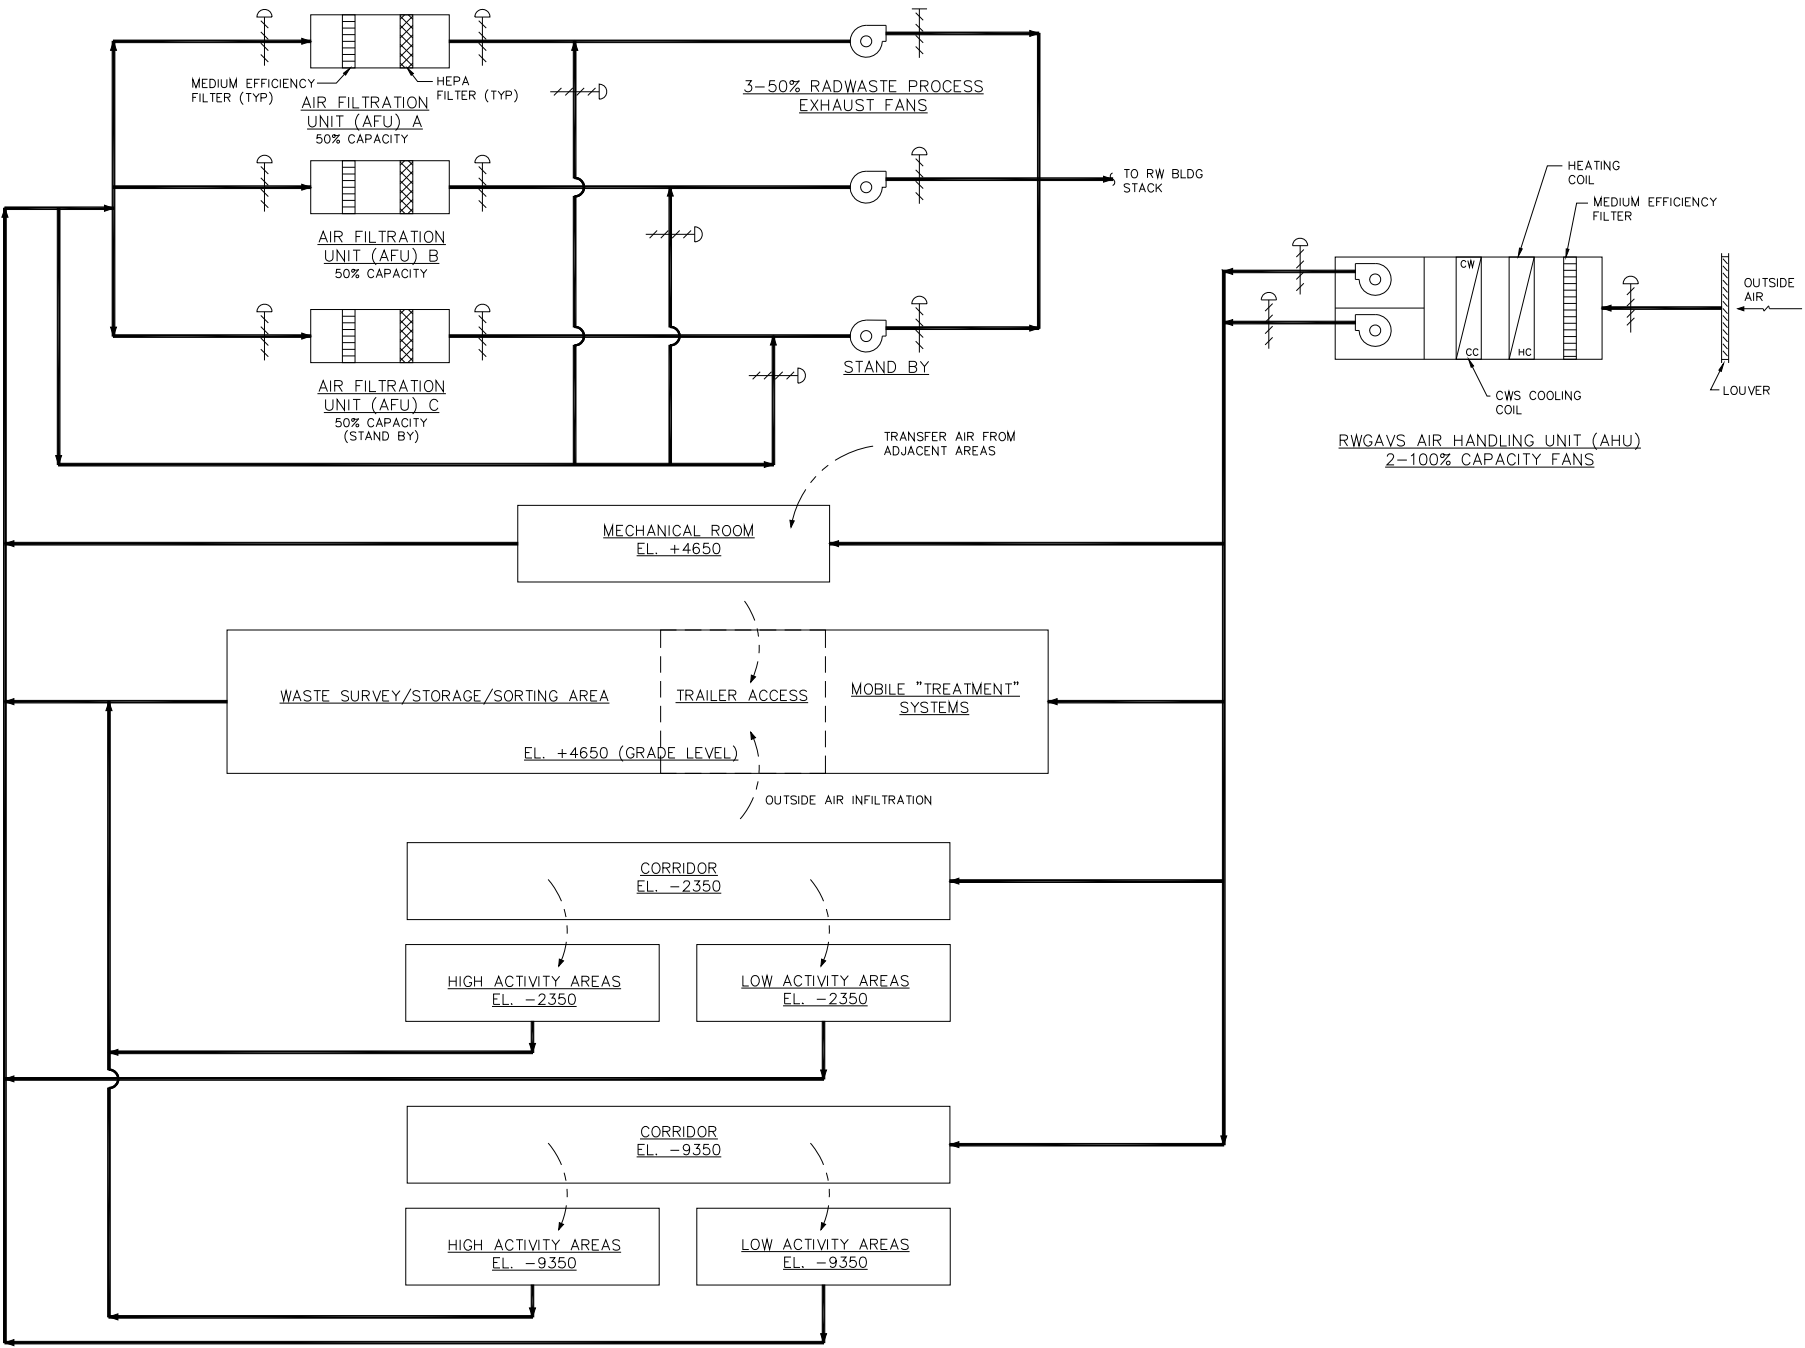 MEDIUM EFFICIENCY
FILTER (TYP)
HEPA
FILTER (TYP)
AIR FILTRATION
UNIT (AFU) A
50% CAPACITY
3-50% RADWASTE PROCESS
EXHAUST FANS
TO RW BLDG
STACK
HEATING
COIL
MEDIUM EFFICIENCY
FILTER
AIR FILTRATION
UNIT (AFU) B
50% CAPACITY
CW
CC
HC
OUTSIDE
AIR
LOUVER
CWS COOLING
COIL
RWGAVS AIR HANDLING UNIT (AHU)
2-100% CAPACITY FANS
STAND BY
AIR FILTRATION
UNIT (AFU) C
50% CAPACITY
(STAND BY)
TRANSFER AIR FROM
ADJACENT AREAS
MECHANICAL ROOM
EL. +4650
WASTE SURVEY/STORAGE/SORTING AREA
TRAILER ACCESS
MOBILE "TREATMENT"
SYSTEMS
EL. +4650 (GRADE LEVEL)
OUTSIDE AIR INFILTRATION
CORRIDOR
EL. -2350
HIGH ACTIVITY AREAS
EL. -2350
LOW ACTIVITY AREAS
EL. -2350
CORRIDOR
EL. -9350
HIGH ACTIVITY AREAS
EL. -9350
LOW ACTIVITY AREAS
EL. -9350